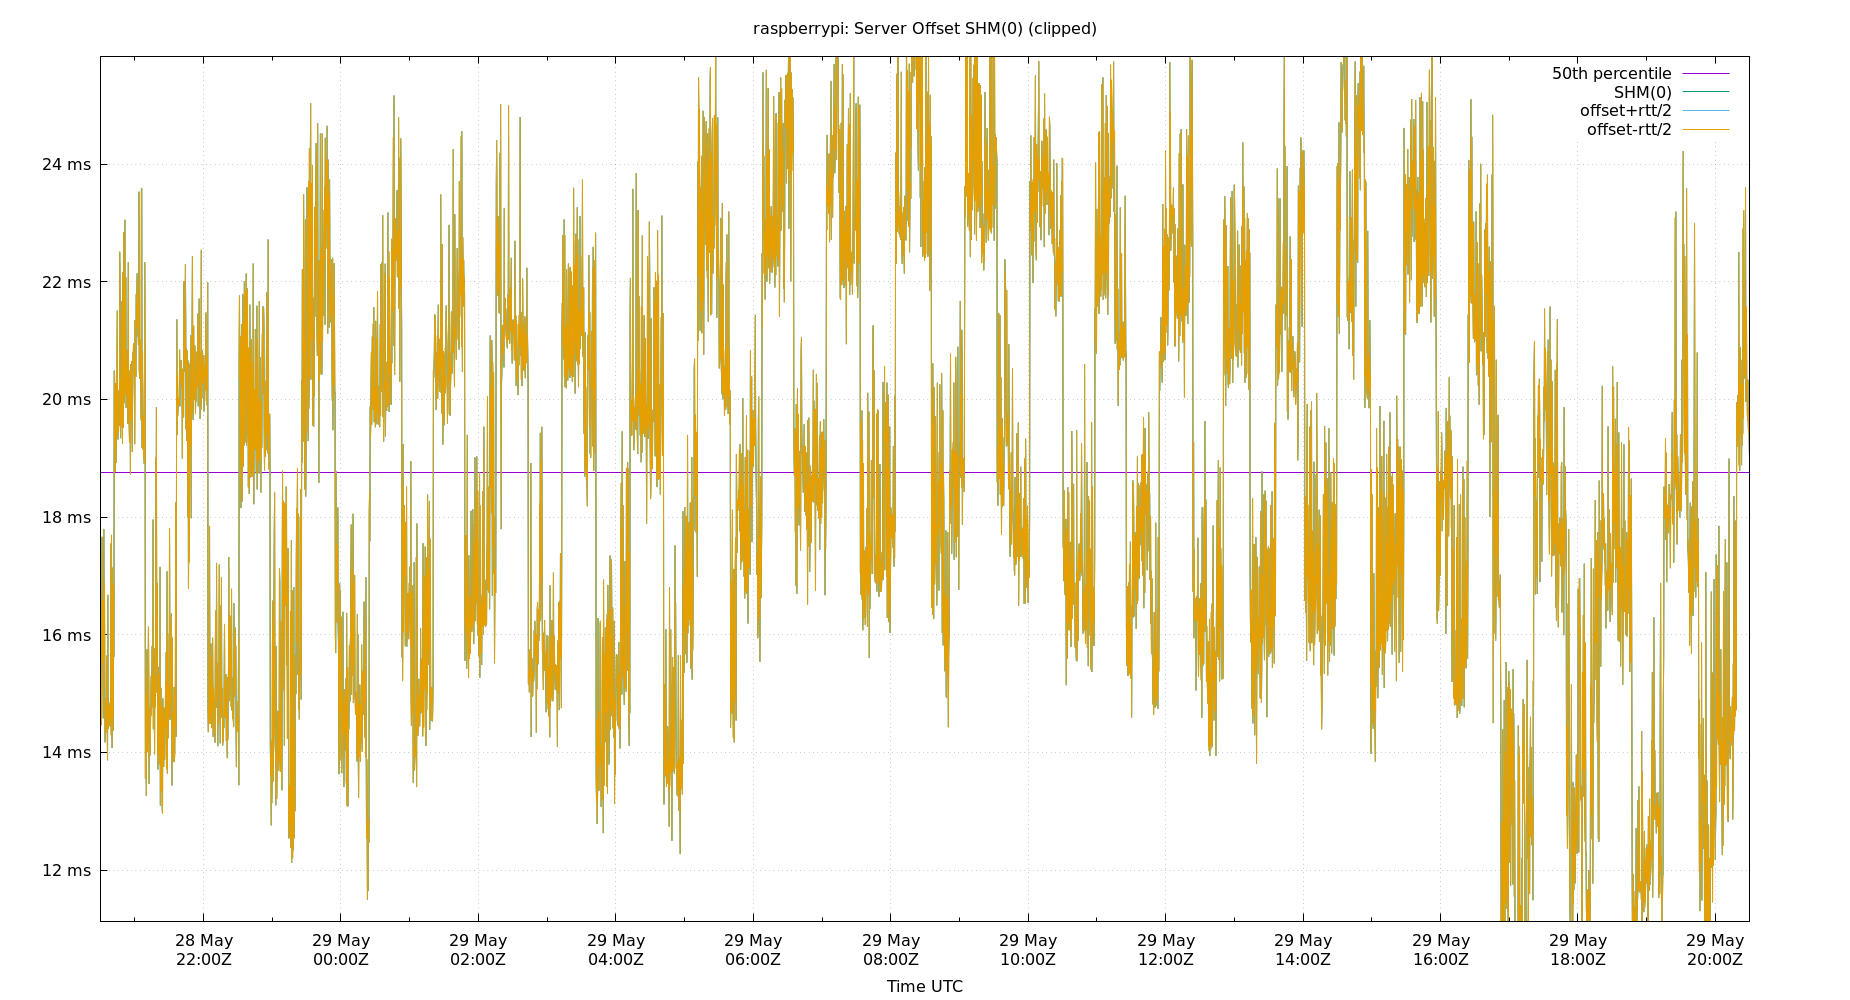 raspberrypi: Server Offset SHM(0) (clipped)
50th percentile
SHM(0)
offset+rtt/2
offset-rtt/2
24 ms
22 ms
20 ms
18 ms
16 ms
14 ms
12 ms
28 May 29 May 29 May 29 May 29 May 29 May 29 May 29 May 29 May 29 May 29 May 29 May
22:00Z 00:00Z 02:00Z 04:00Z 06:00Z 08:00Z 10:00Z 12:00Z 14:00Z 16:00Z 18:00Z 20:00Z
Time UTC